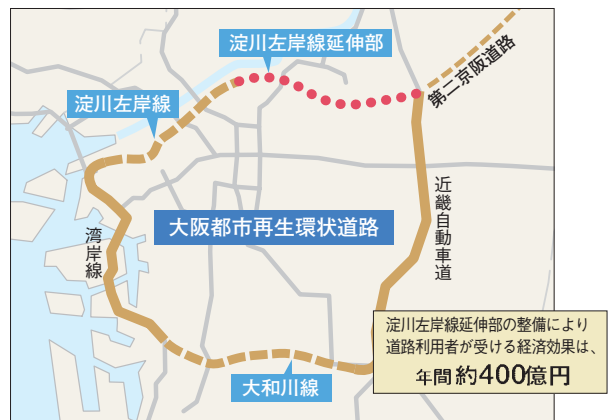 淀川左岸線延伸部
第二京阪道路
淀川左岸線
近畿自動車道
大阪都市再生環状道路
湾岸線
淀川左岸線延伸部の整備により
道路利用者が受ける経済効果は、
年間約400億円
大和川線